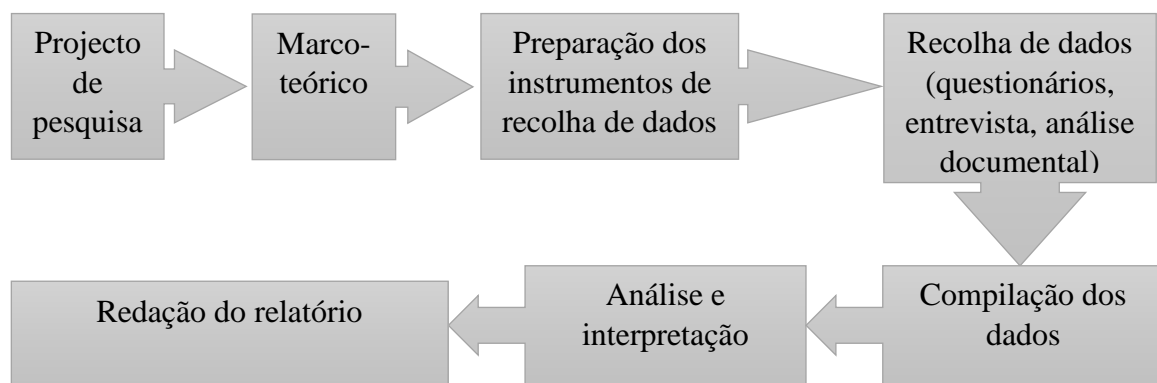 Projecto
de
pesquisa
Marco-
teórico
Preparação dos
instrumentos de
recolha de dados
Recolha de dados
(questionários,
entrevista, análise
documental)
Compilação dos
dados
Análise e
interpretação
Redação do relatório